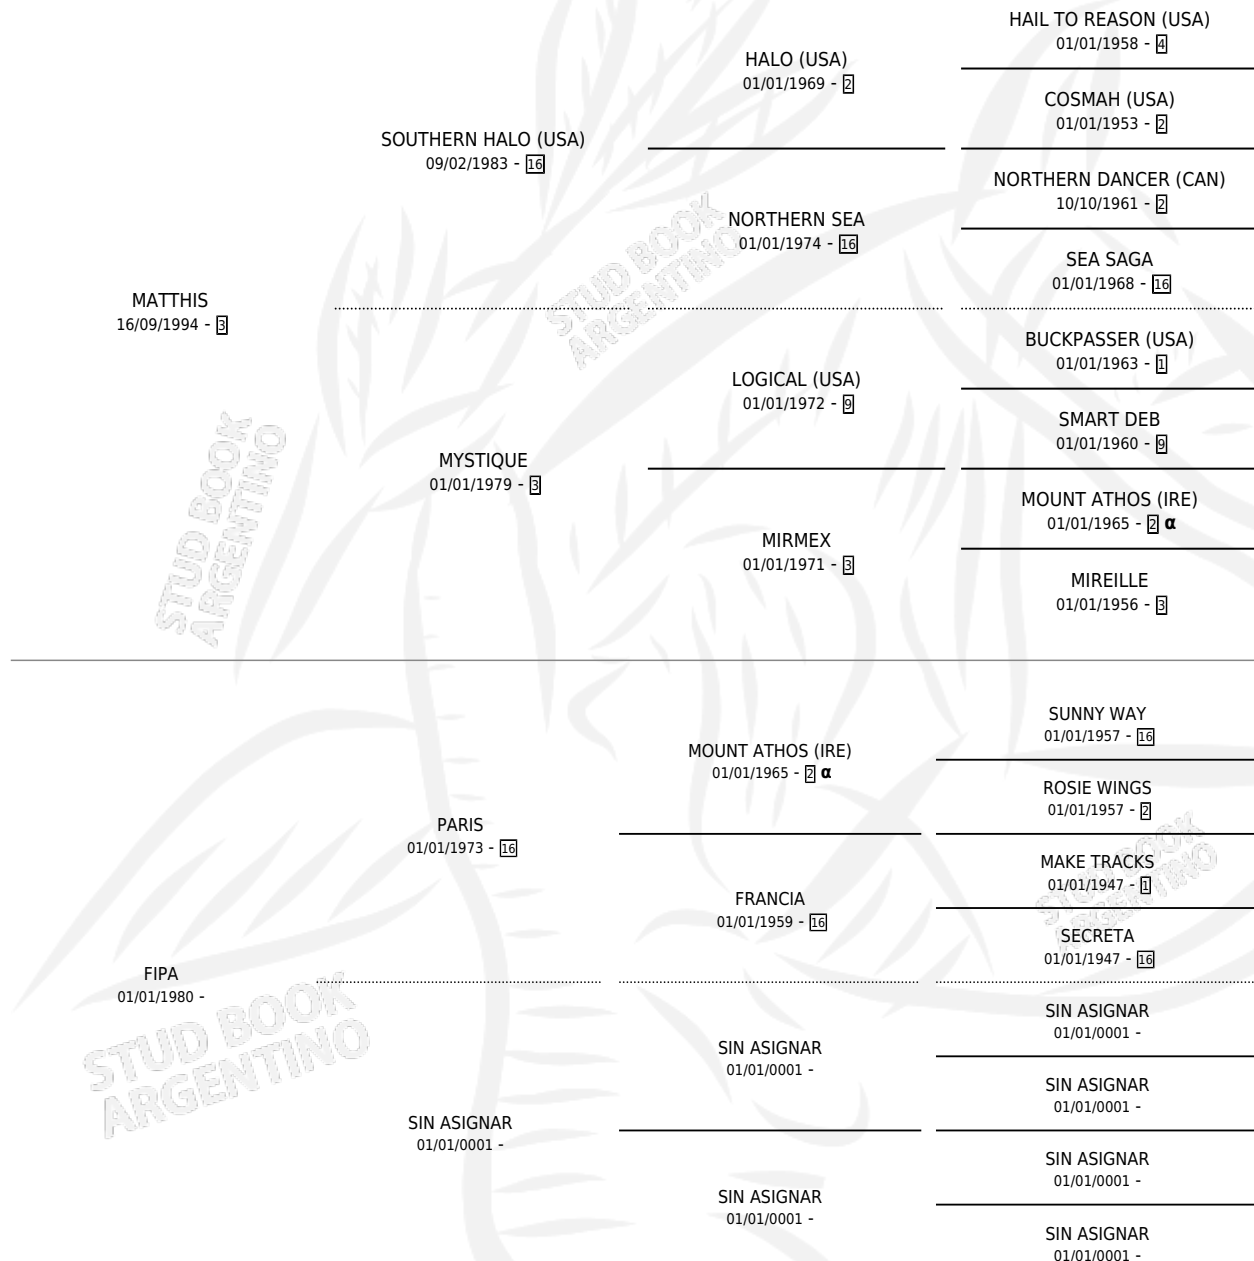 HAIL TO REASON (USA)
01/01/1958 - 4
HALO (USA)
01/01/1969 - 2
COSMAH (USA)
01/01/1953 - 2
SOUTHERN HALO (USA)
09/02/1983 - 16
NORTHERN DANCER (CAN)
10/10/1961 - 2
NORTHERN SEA
01/01/1974 - 16
SEA SAGA
01/01/1968 - 16
MATTHIS
16/09/1994 - 3
BUCKPASSER (USA)
01/01/1963 - 1
LOGICAL (USA)
01/01/1972 - 9
SMART DEB
01/01/1960 - 9
MYSTIQUE
01/01/1979 - 3
MOUNT ATHOS (IRE)
01/01/1965 - 2 α
MIRMEX
01/01/1971 - 3
MIREILLE
01/01/1956 - 3
SUNNY WAY
01/01/1957 - 16
MOUNT ATHOS (IRE)
01/01/1965 - 2 α
ROSIE WINGS
01/01/1957 - 2
PARIS
01/01/1973 - 16
MAKE TRACKS
01/01/1947 - 1
FRANCIA
01/01/1959 - 16
SECRETA
01/01/1947 - 16
FIPA
01/01/1980 -
SIN ASIGNAR
01/01/0001 -
SIN ASIGNAR
01/01/0001 -
SIN ASIGNAR
01/01/0001 -
SIN ASIGNAR
01/01/0001 -
SIN ASIGNAR
01/01/0001 -
SIN ASIGNAR
01/01/0001 -
SIN ASIGNAR
01/01/0001 -
STUD BOOK
ARGENTINO
STUD BOOK
ARGENTINO
STUD BOOK
ARGENTINO
STUD BOOK
ARGENTINO